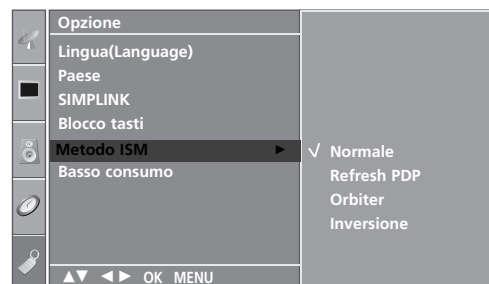 Opzione
Lingua(Language)
Paese
SIMPLINK
Blocco tasti
Metodo ISM ►
Basso consumo
√ Normale
Refresh PDP
Orbiter
Inversione
▲▼ ◄► OK MENU